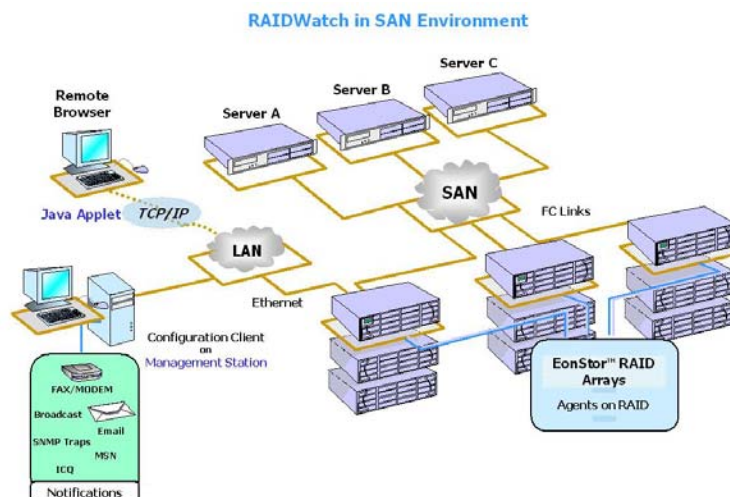 RAIDWatch in SAN Environment
Server C
Server B
Server A
Remote
Browser
SAN
Java Applet
TCP/IP
FC Links
LAN
Ethernet
Configuration Client
on
Management Station
EonStor™ RAID
Arrays
Agents on RAID
FAX/MODEM
Broadcast
Email
SNMP Traps
MSN
ICQ
Notifications